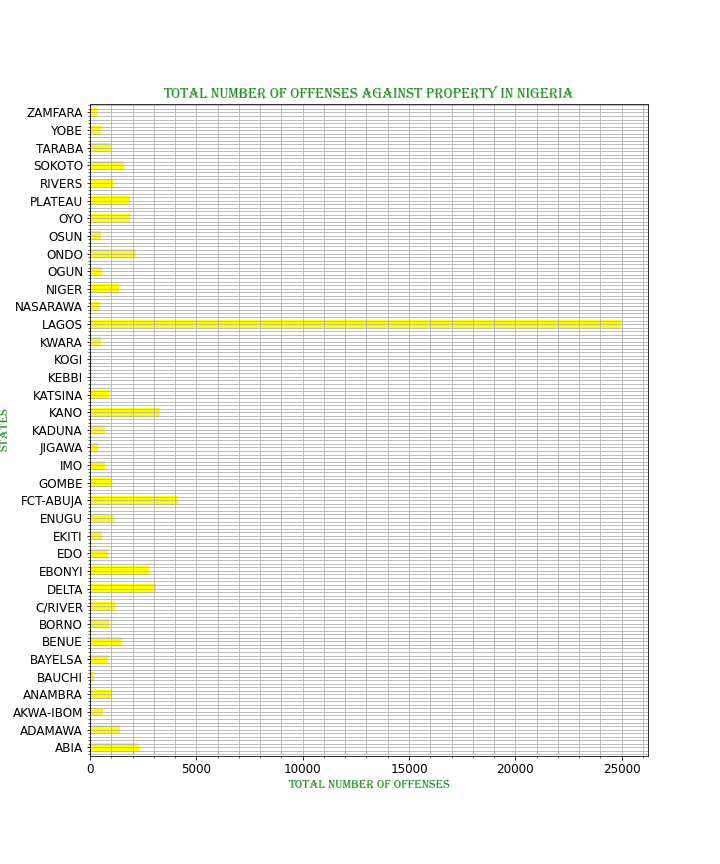 TOTAL NUMBER OF OFFENSES AGAINST PROPERTY IN NIGERIA
ZAMFARA
YOBE
TARABA
SOKOTO
RIVERS
PLATEAU
OYO
OSUN
ONDO
OGUN
NIGER
NASARAWA
LAGOS
KWARA
KOGI
KEBBI
KATSINA
KANO
KADUNA
JIGAWA
IMO
GOMBE
FCT-ABUJA
ENUGU
EKITI
EDO
EBONYI
DELTA
C/RIVER
BORNO
BENUE
BAYELSA
BAUCHI
ANAMBRA
AKWA-IBOM
ADAMAWA
ABIA
STATES
0 5000 10000 15000 20000 25000
TOTAL NUMBER OF OFFENSES